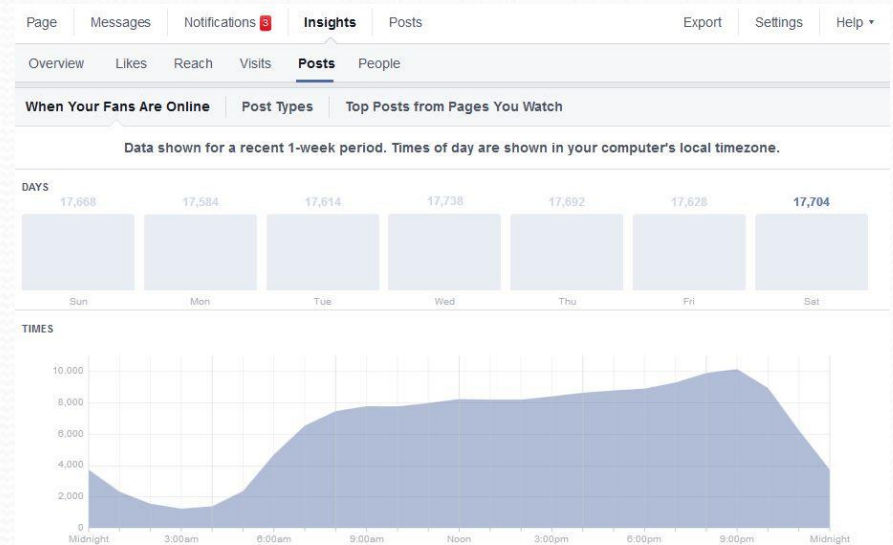 Page Messages Notifications 3 Insights Posts Export Settings Help
Overview Likes Reach Visits Posts People
When Your Fans Are Online Post Types Top Posts from Pages You Watch
Data shown for a recent 1-week period. Times of day are shown in your computer's local timezone.
DAYS
17,668 17,584 17,614 17,738 17,692 17,628 17,704
Sun Mon Tue Wed Thu Fri Sat
TIMES
10,000
8,000
6,000
4,000
2,000
0
Midnight 3:00am 6:00am 9:00am Noon 3:00pm 6:00pm 9:00pm Midnight